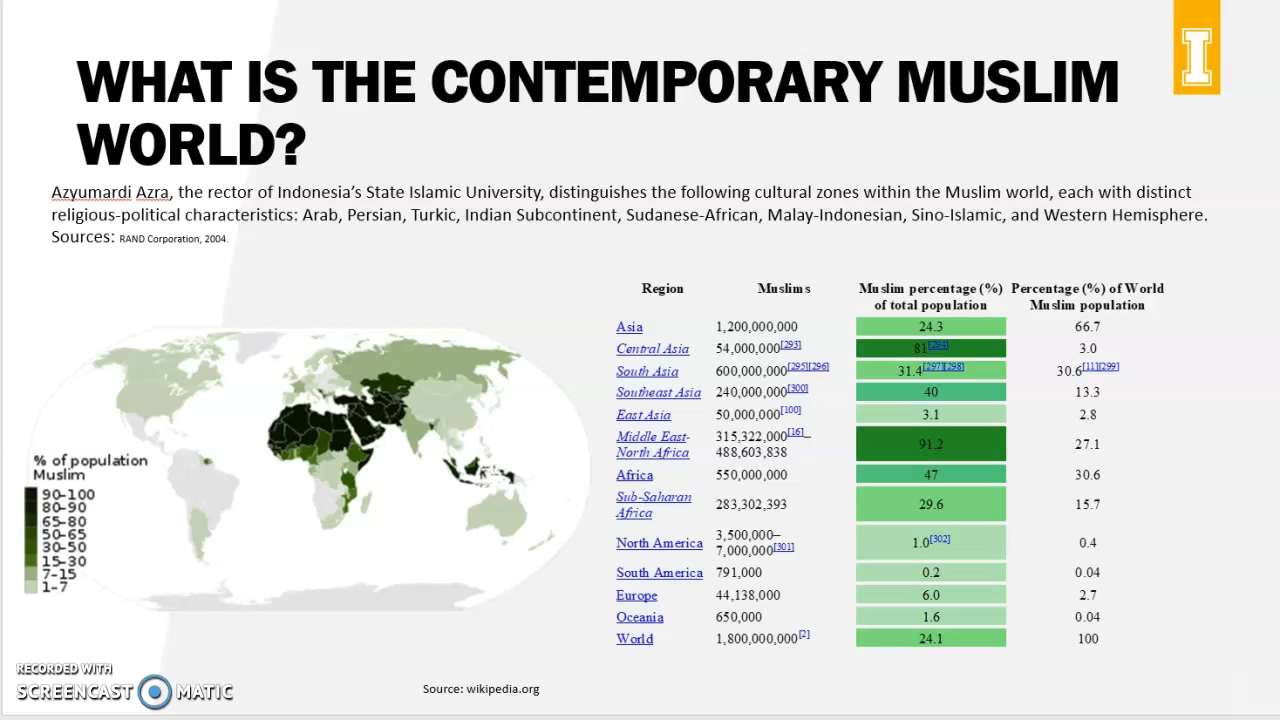 WHAT IS THE CONTEMPORARY MUSLIM
WORLD?
I
Azyumardi Azra, the rector of Indonesia's State Islamic University, distinguishes the following cultural zones within the Muslim world, each with distinct
religious-political characteristics: Arab, Persian, Turkic, Indian Subcontinent, Sudanese-African, Malay-Indonesian, Sino-Islamic, and Western Hemisphere.
Sources: RAND Corporation, 2004.
% of population
Muslim
90–100
80–90
65–80
50–65
30–50
15–30
7–15
1–7
Region Muslims Muslim percentage (%) of total population Percentage (%) of World Muslim population
Asia 1,200,000,000 24.3 66.7
Central Asia 54,000,000[293] 81 3.0
South Asia 600,000,000[295][296] 31.4[297][298] 30.6[11][299]
Southeast Asia 240,000,000[300] 40 13.3
East Asia 50,000,000[100] 3.1 2.8
Middle East-North Africa 315,322,000[16]–488,603,838 91.2 27.1
Africa 550,000,000 47 30.6
Sub-Saharan Africa 283,302,393 29.6 15.7
North America 3,500,000–7,000,000[301] 1.0[302] 0.4
South America 791,000 0.2 0.04
Europe 44,138,000 6.0 2.7
Oceania 650,000 1.6 0.04
World 1,800,000,000[2] 24.1 100
RECORDED WITH
SCREENCAST MATIC
Source: wikipedia.org